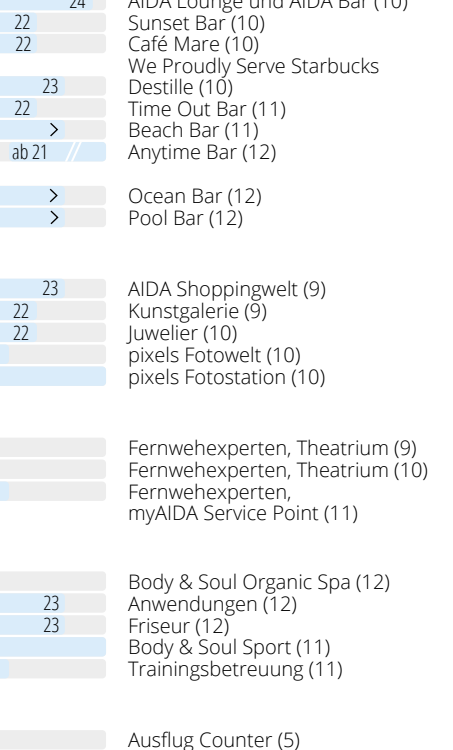 24 AIDA Lounge und AIDA Bar (10)
22 Sunset Bar (10)
22 Café Mare (10)
We Proudly Serve Starbucks
23 Destille (10)
22 Time Out Bar (11)
> Beach Bar (11)
ab 21 // Anytime Bar (12)
> Ocean Bar (12)
> Pool Bar (12)
23 AIDA Shoppingwelt (9)
22 Kunstgalerie (9)
22 Juwelier (10)
pixels Fotowelt (10)
pixels Fotostation (10)
Fernwehexperten, Theatrium (9)
Fernwehexperten, Theatrium (10)
Fernwehexperten,
myAIDA Service Point (11)
Body & Soul Organic Spa (12)
23 Anwendungen (12)
23 Friseur (12)
Body & Soul Sport (11)
Trainingsbetreuung (11)
Ausflug Counter (5)